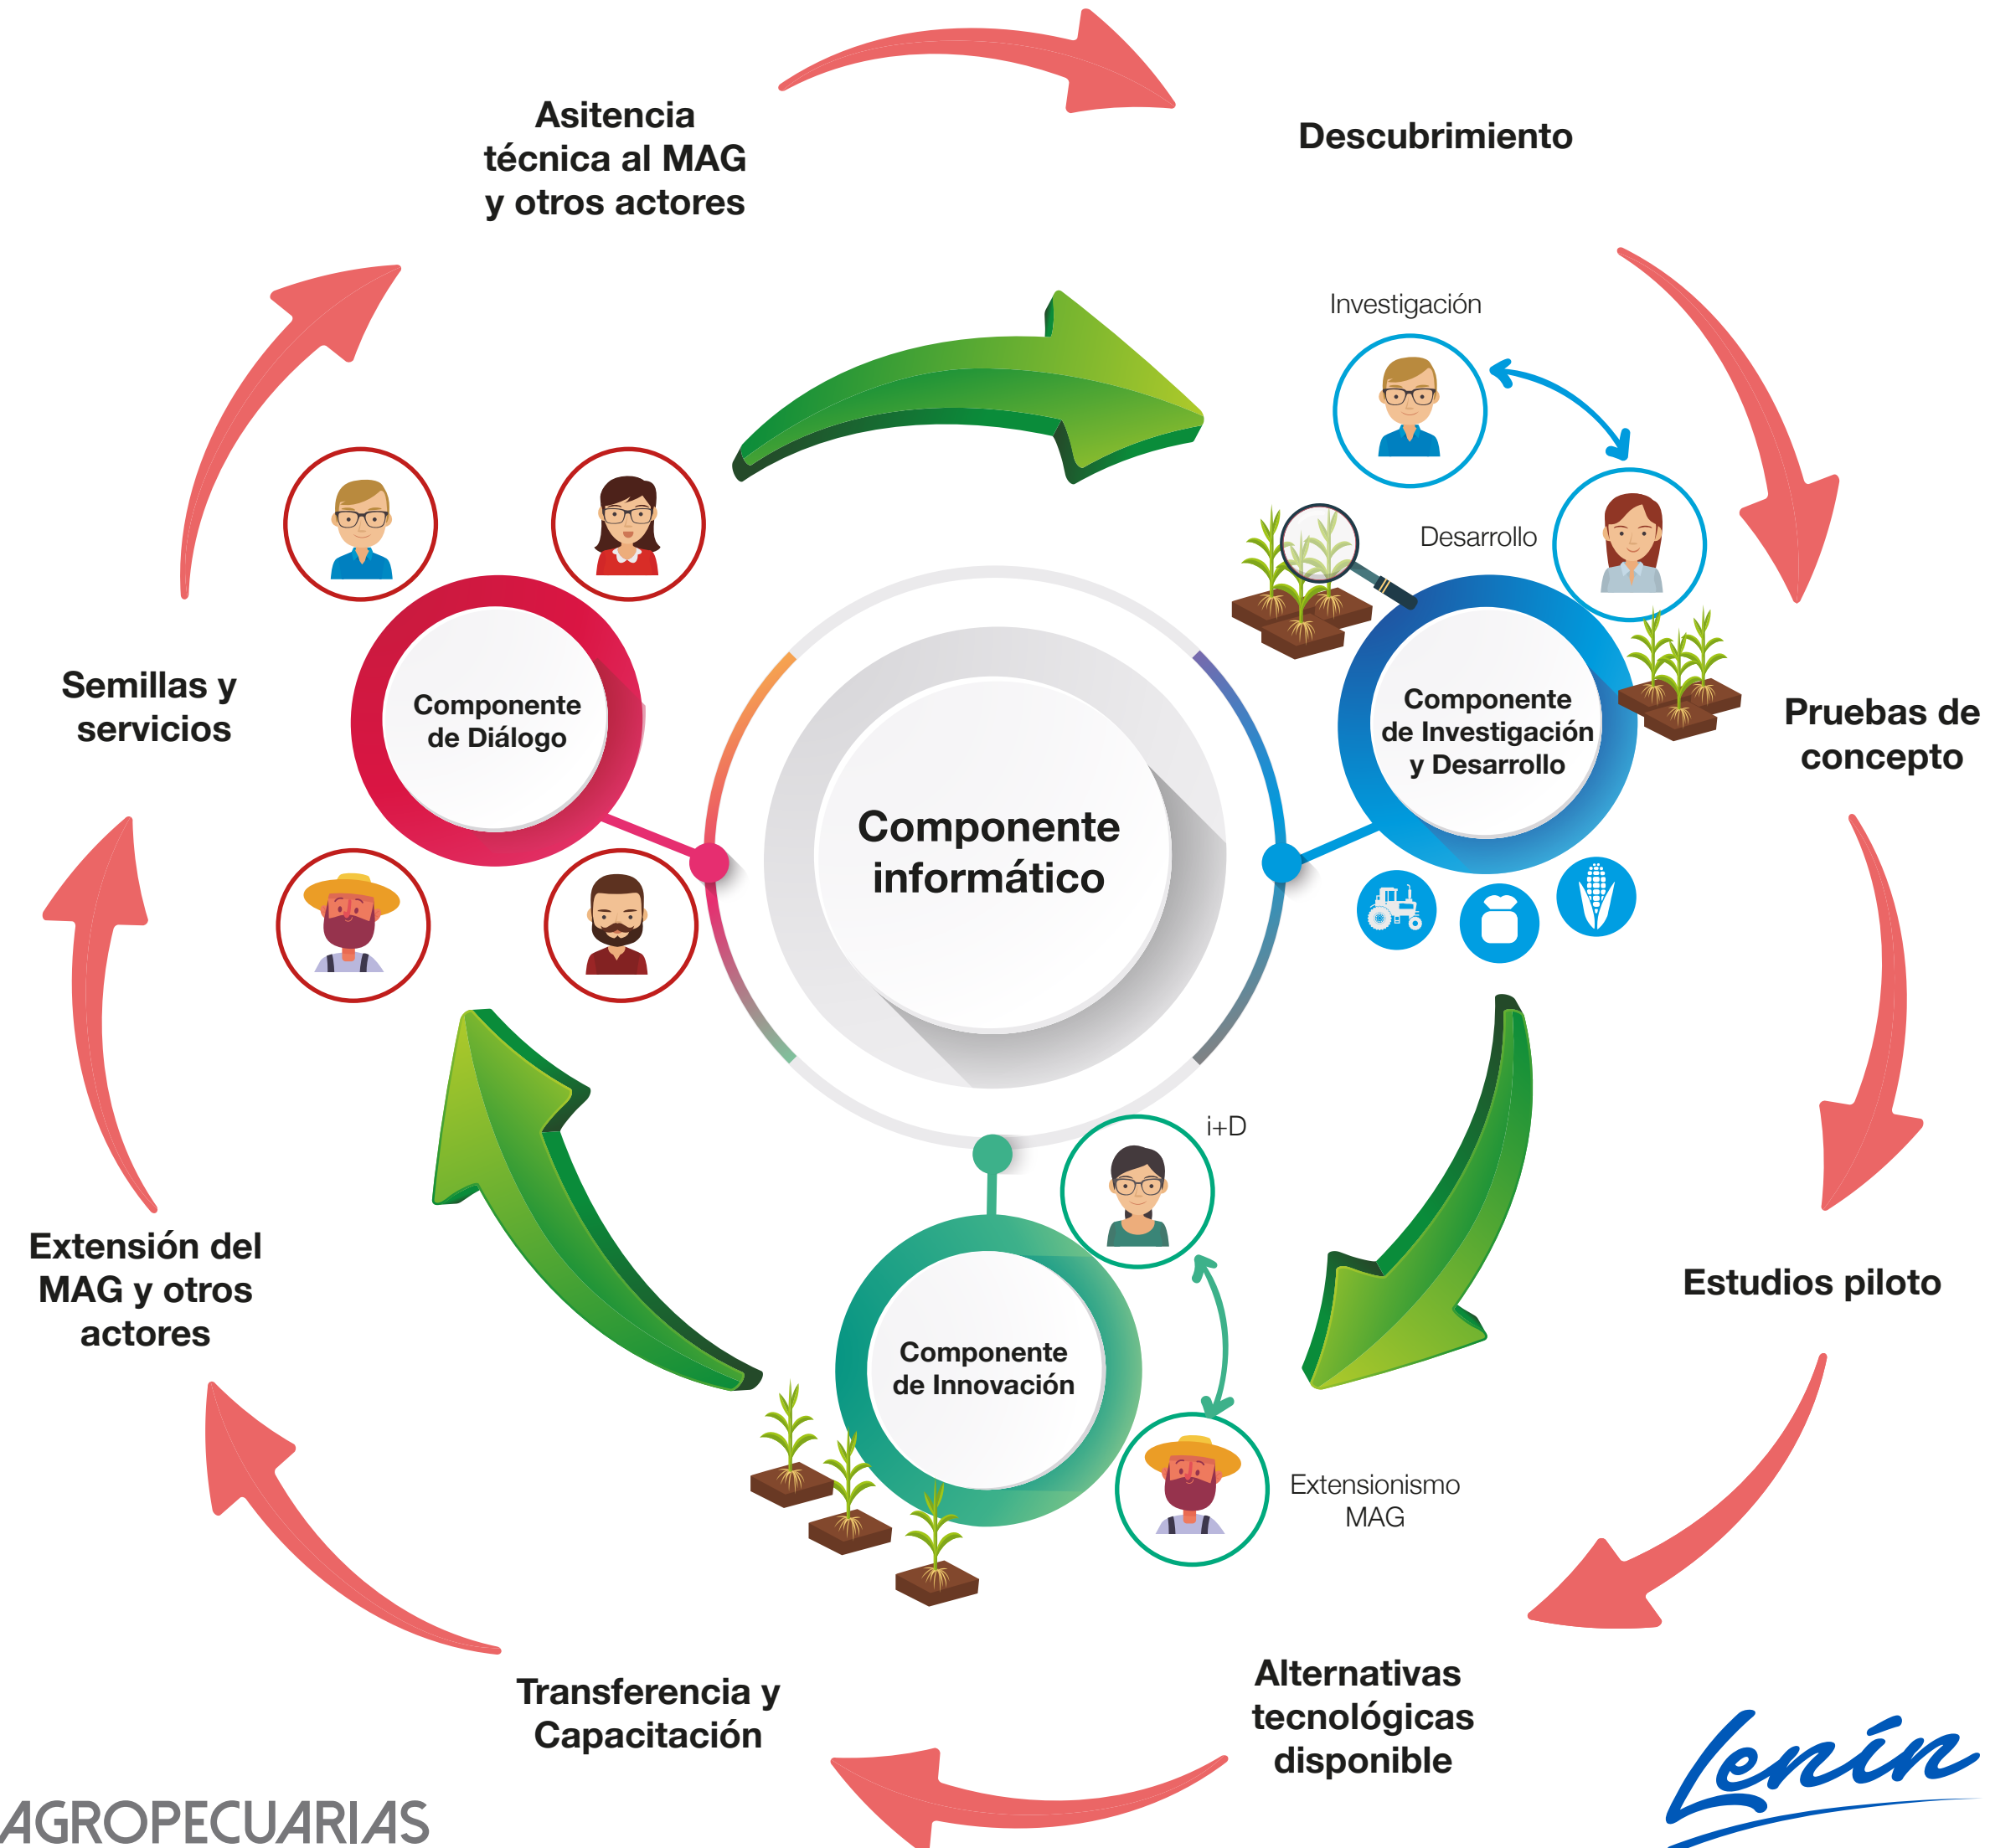 Asitencia
técnica al MAG
y otros actores
Descubrimiento
Investigación
Desarrollo
Semillas y
servicios
Componente
de Diálogo
Componente
de Investigación
y Desarrollo
Pruebas de
concepto
Componente
informático
i+D
Extensión del
MAG y otros
actores
Estudios piloto
Componente
de Innovación
Extensionismo
MAG
Transferencia y
Capacitación
Alternativas
tecnológicas
disponible
Lenín
AGROPECUARIAS